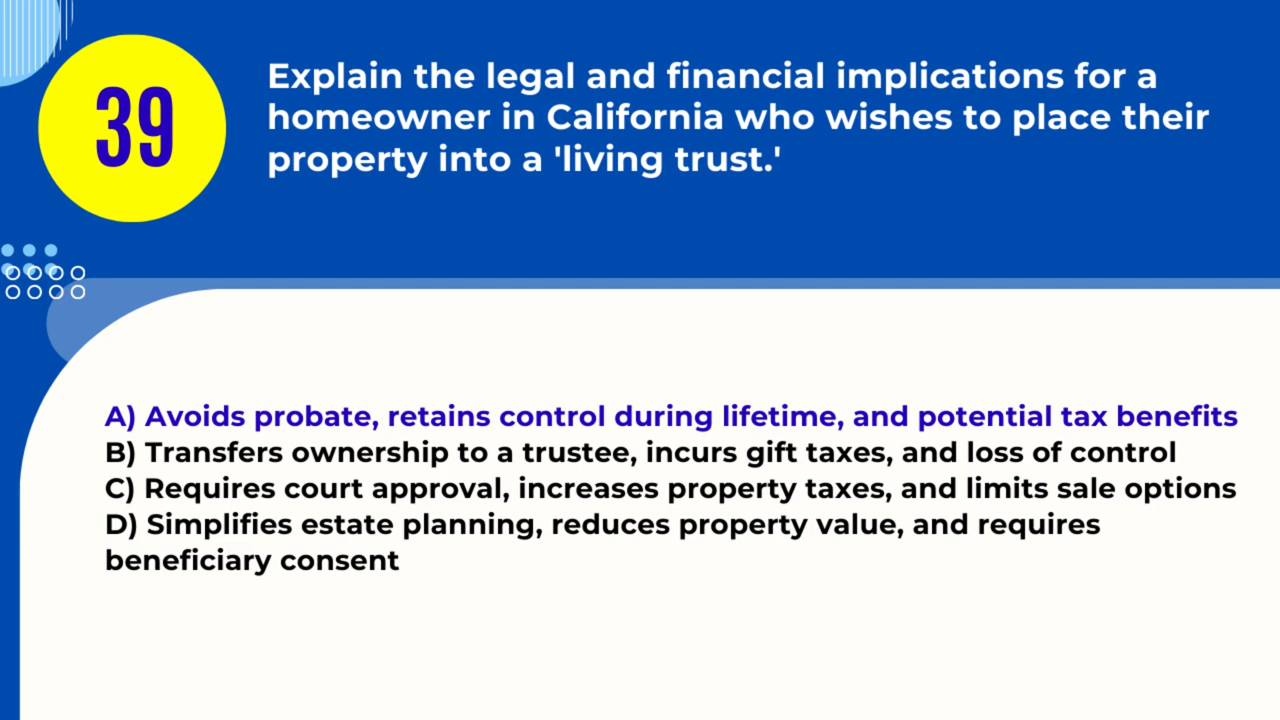 39
Explain the legal and financial implications for a
homeowner in California who wishes to place their
property into a 'living trust.'
A) Avoids probate, retains control during lifetime, and potential tax benefits
B) Transfers ownership to a trustee, incurs gift taxes, and loss of control
C) Requires court approval, increases property taxes, and limits sale options
D) Simplifies estate planning, reduces property value, and requires
beneficiary consent